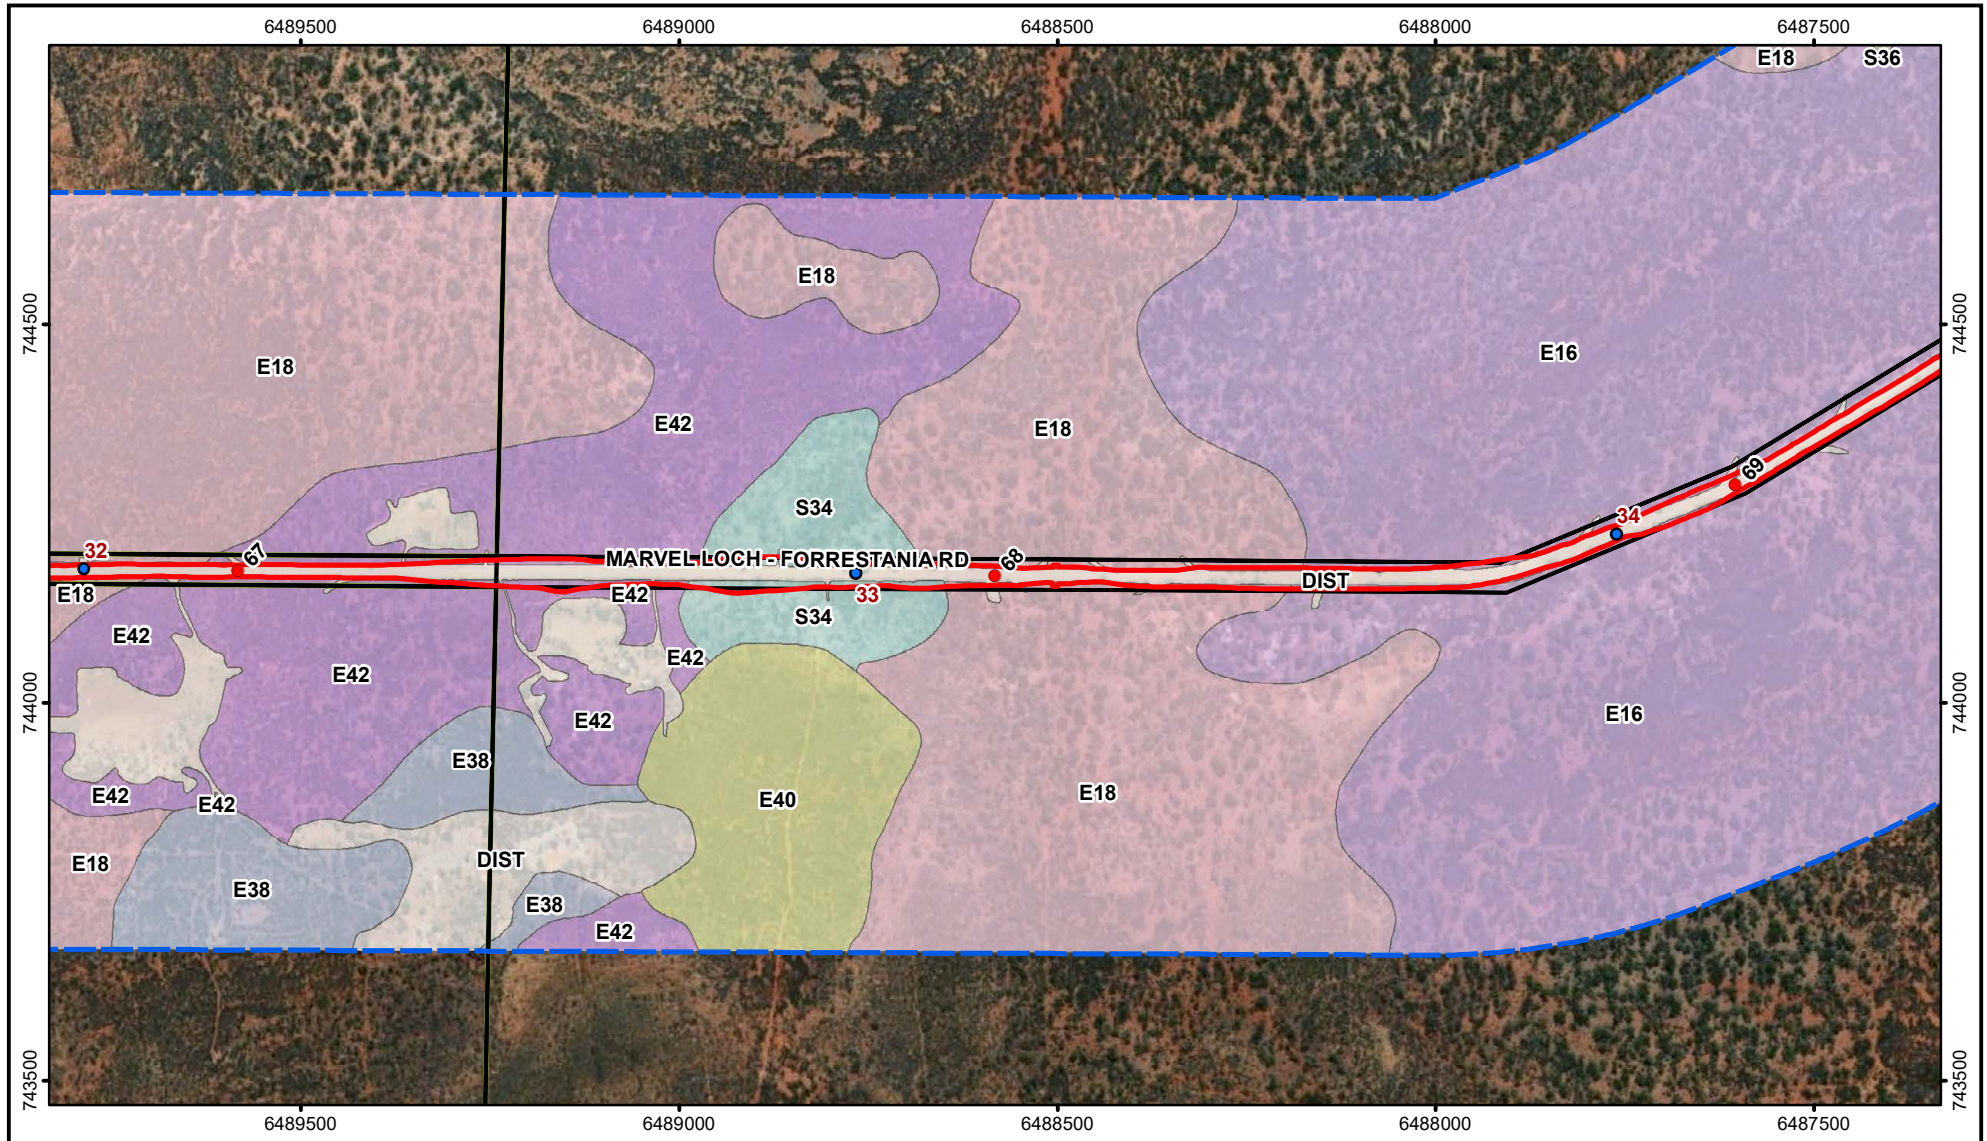 6489500 6489000 6488500 6488000 6487500
E18 S36
E18
744500 744500
E16
E18
E42
E18
S34
69
34
32 67 MARVEL LOCH - FORRESTANIA RD 68
DIST
E18 E42 33
S34
E42
E42
E42
744000 744000
E16
E42
E38
E18
E42 E42 E40
DIST
E18
E38
E38
E42
743500 743500
6489500 6489000 6488500 6488000 6487500